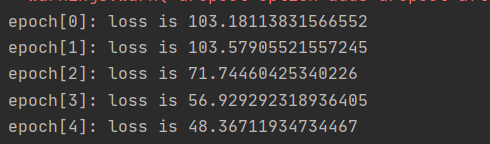 epoch[0]: loss is 103.18113831566552
epoch[1]: loss is 103.57905521557245
epoch[2]: loss is 71.74460425340226
epoch[3]: loss is 56.929292318936405
epoch[4]: loss is 48.36711934734467